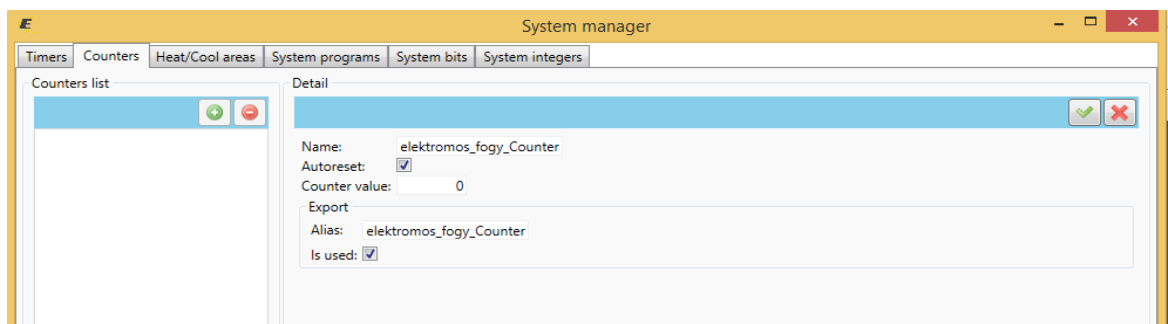 E
System manager
Timers Counters Heat/Cool areas System programs System bits System integers
Counters list
Detail
Name: elektromos_fogy_Counter
Autoreset:
Counter value: 0
Export
Alias: elektromos_fogy_Counter
Is used: